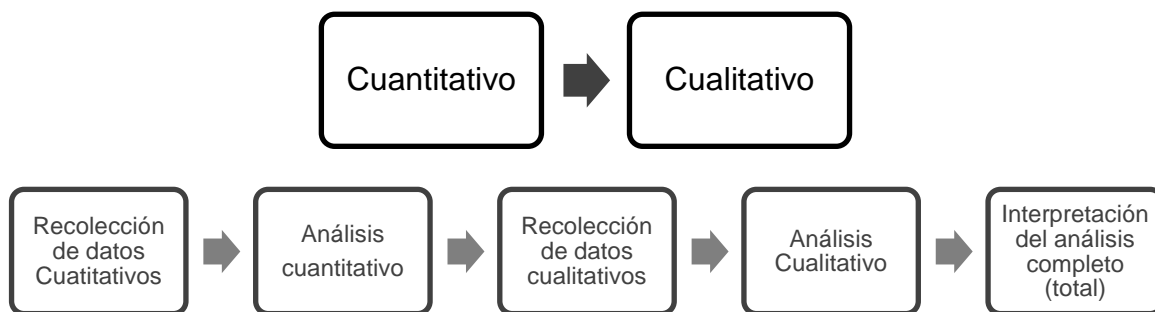 Cuantitativo
Cualitativo
Recolección
de datos
Cuatitativos
Análisis
cuantitativo
Recolección
de datos
cualitativos
Análisis
Cualitativo
Interpretación
del análisis
completo
(total)